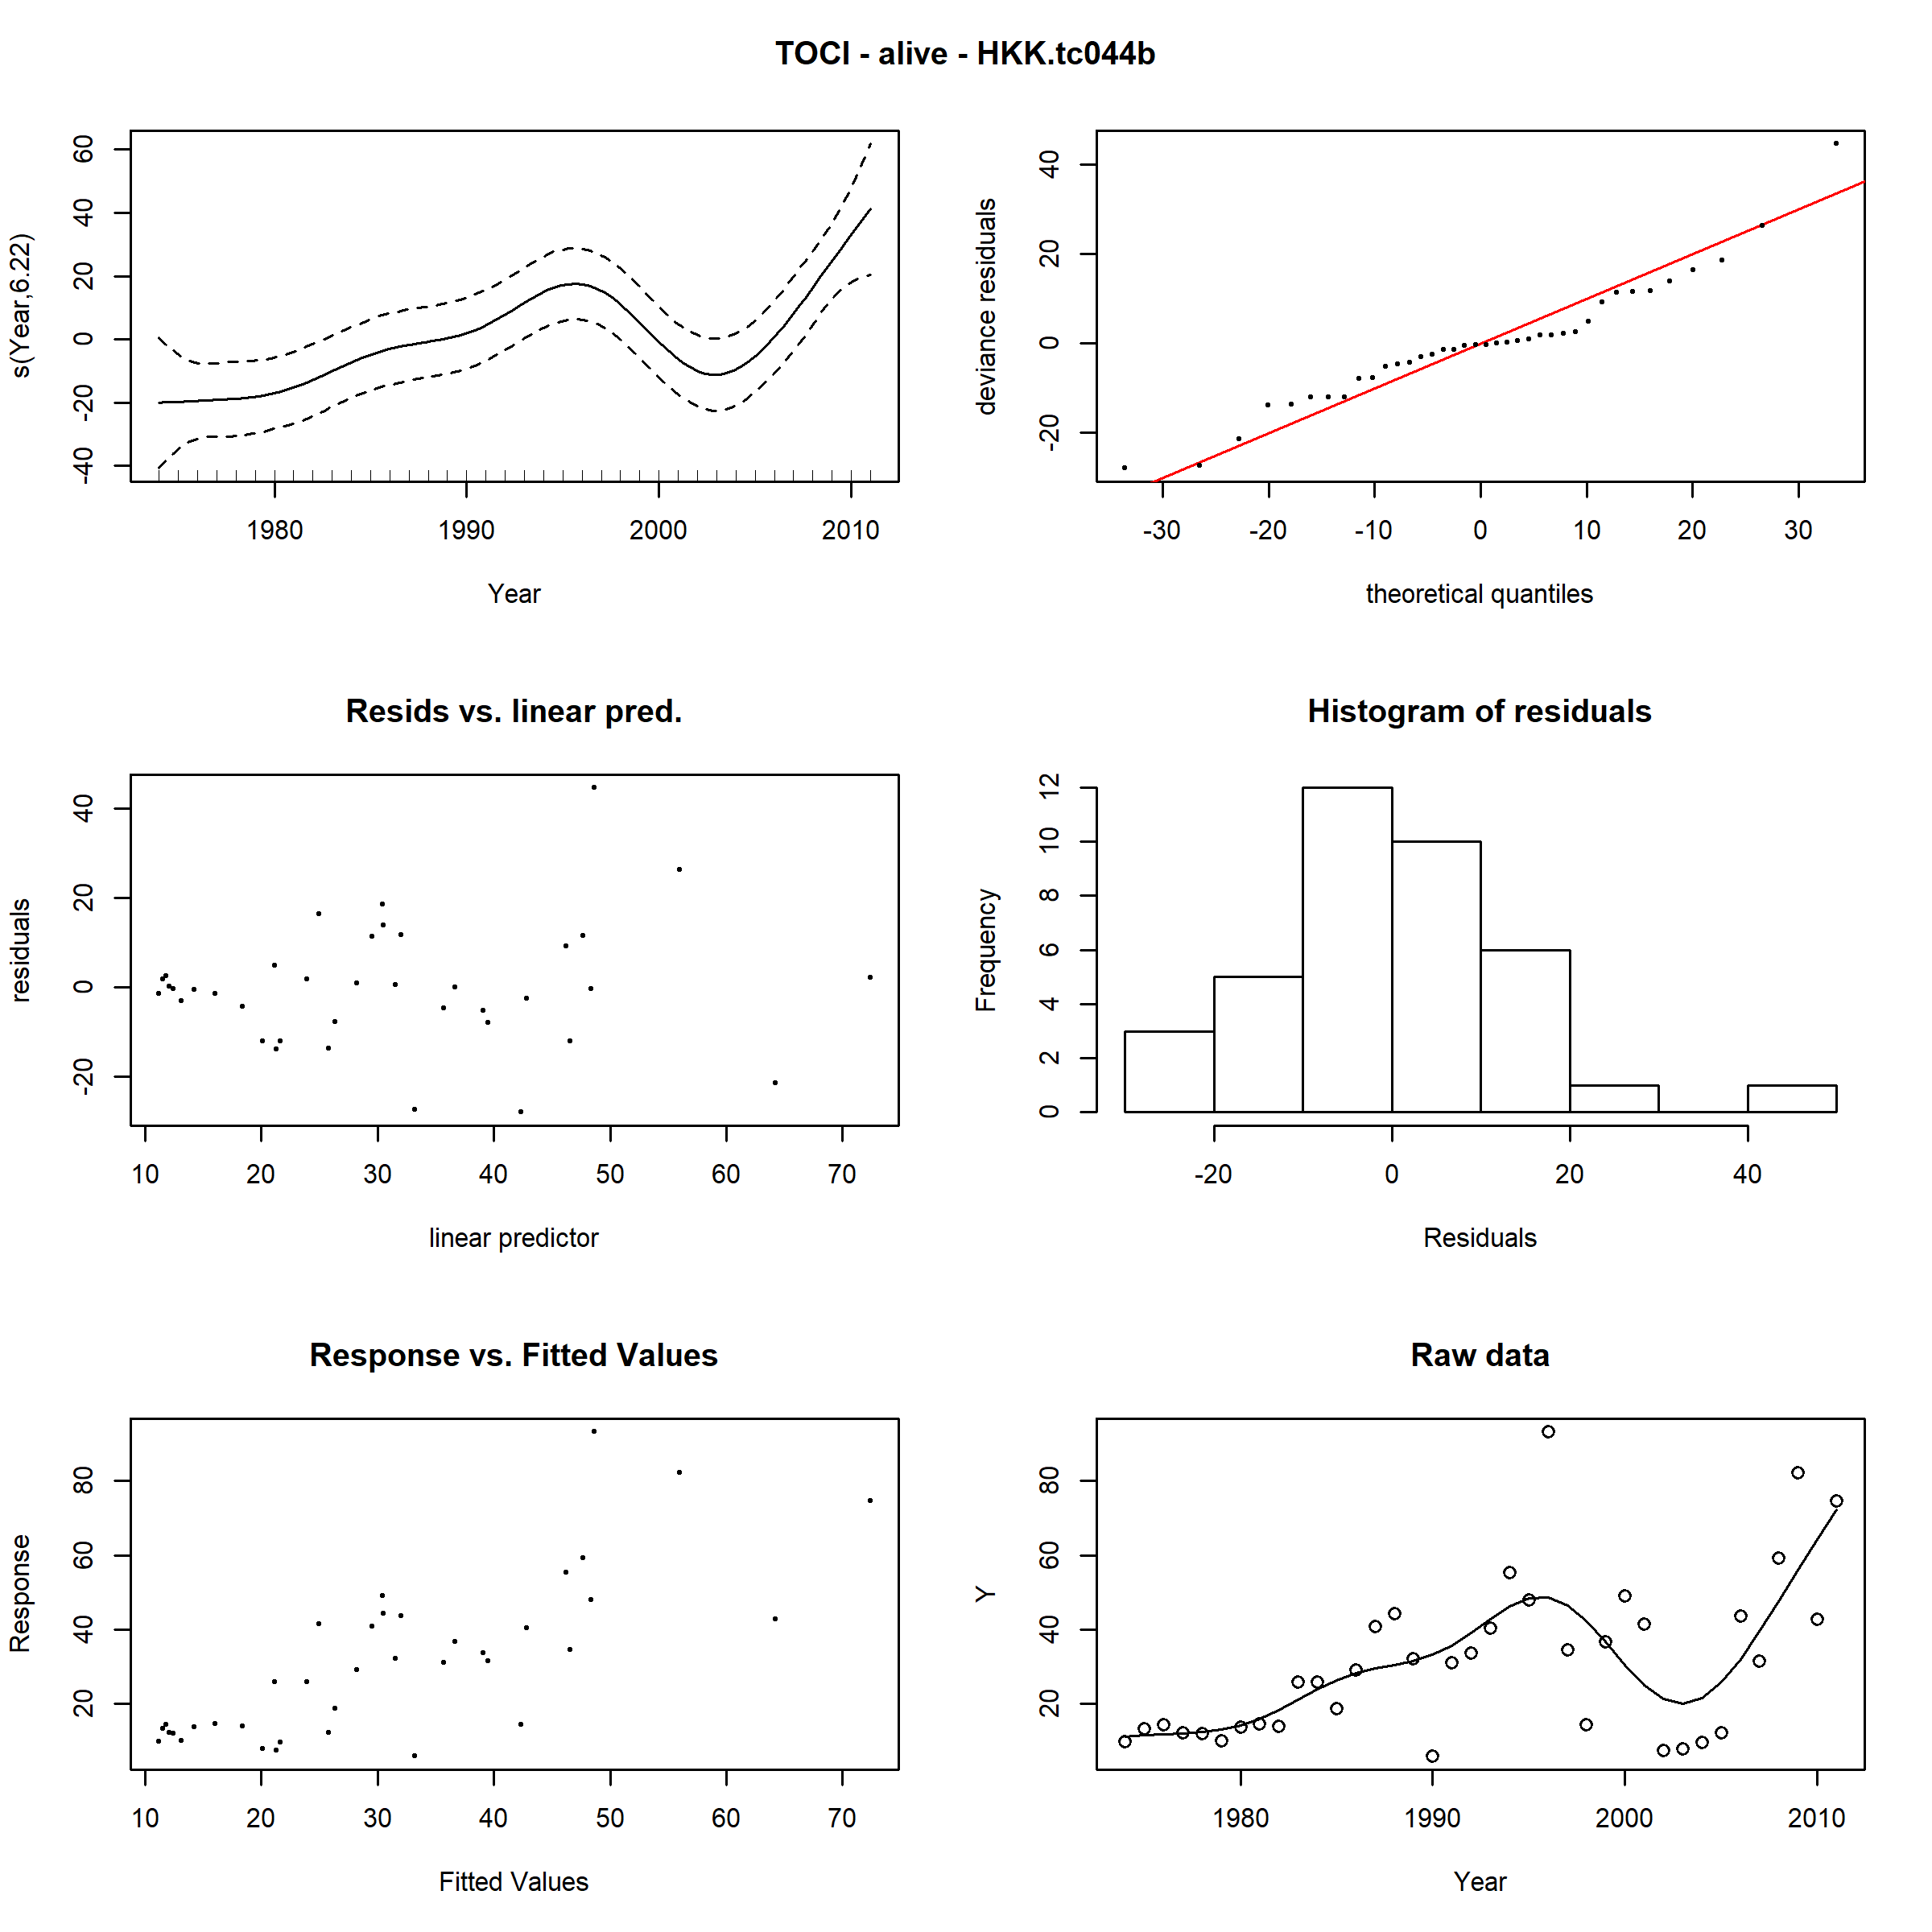 TOCI - alive - HKK.tc044b
s(Year,6.22)
60
40
20
0
-20
-40
1980 1990 2000 2010
Year
deviance residuals
40
20
0
-20
-30 -20 -10 0 10 20 30
theoretical quantiles
Resids vs. linear pred.
residuals
40
20
0
-20
10 20 30 40 50 60 70
linear predictor
Histogram of residuals
Frequency
12
10
8
6
4
2
0
-20 0 20 40
Residuals
Response vs. Fitted Values
Response
80
60
40
20
10 20 30 40 50 60 70
Fitted Values
Raw data
Y
80
60
40
20
1980 1990 2000 2010
Year